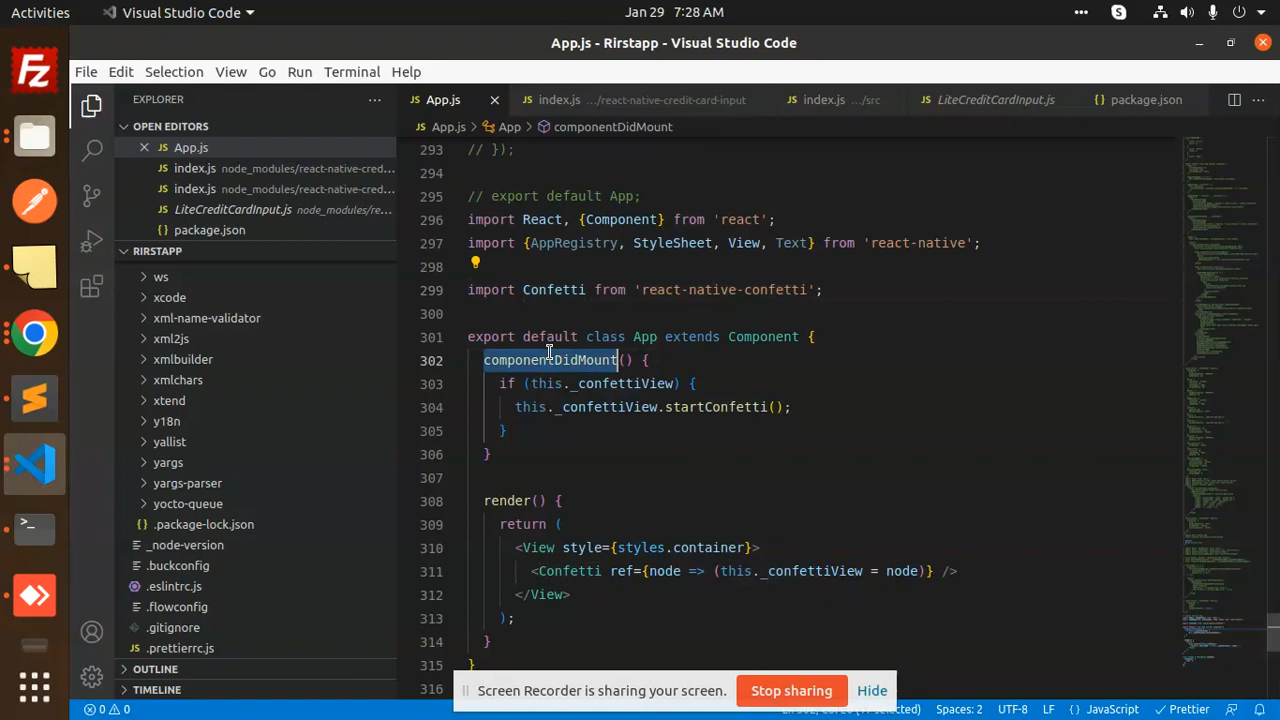 Activities Visual Studio Code Jan 29 7:28 AM
App.js - Rirstapp - Visual Studio Code
File Edit Selection View Go Run Terminal Help
EXPLORER
App.js index.js .../react-native-credit-card-input index.js .../src LiteCreditCardInput.js package.json
OPEN EDITORS
App.js > App > componentDidMount
App.js
index.js node_modules/react-native-cred...
index.js node_modules/react-native-cred...
LiteCreditCardInput.js node_modules/re...
package.json
RIRSTAPP
ws
xcode
xml-name-validator
xml2js
xmlbuilder
xmlchars
xtend
y18n
yallist
yargs
yargs-parser
yocto-queue
.package-lock.json
_node-version
.buckconfig
.eslintrc.js
.flowconfig
.gitignore
.prettierrc.js
OUTLINE
TIMELINE
293 // });
294
295 // export default App;
296 import React, {Component} from 'react';
297 import {AppRegistry, StyleSheet, View, Text} from 'react-native';
298
299 import Confetti from 'react-native-confetti';
300
301 export default class App extends Component {
302 componentDidMount() {
303 if (this._confettiView) {
304 this._confettiView.startConfetti();
305 }
306 }
307
308 render() {
309 return (
310 <View style={styles.container}>
311 <Confetti ref={node => (this._confettiView = node)} />
312 </View>
313 );
314 }
315 }
316
Screen Recorder is sharing your screen. Stop sharing Hide
0 0 Spaces: 2 UTF-8 LF {} JavaScript Prettier